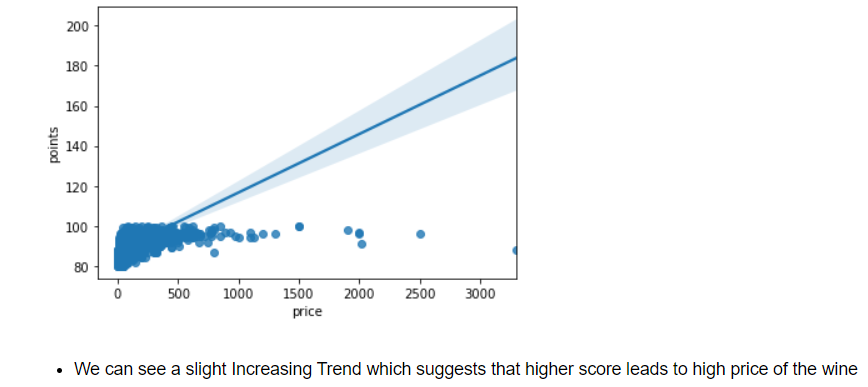 200
180
160
140
120
100
80
points
0 500 1000 1500 2000 2500 3000
price
• We can see a slight Increasing Trend which suggests that higher score leads to high price of the wine